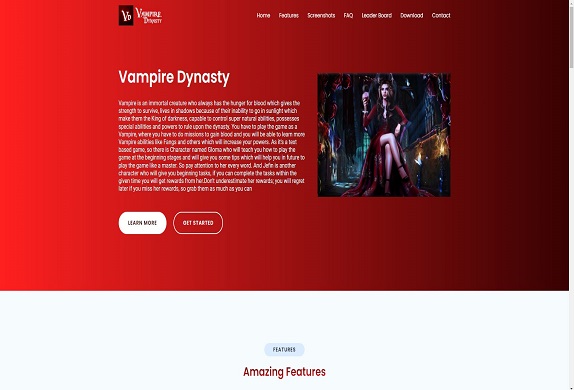 VD VAMPIRE
DYNASTY
Home Features Screenshots FAQ Leader Board Download Contact
Vampire Dynasty
Vampire is an immortal creature who always has the hunger for blood which gives the
strength to survive, lives in shadows because of their inability to go in sunlight which
make them the King of darkness, capable to control super natural abilities, possesses
special abilities and powers to rule upon the dynasty. You have to play the game as a
Vampire, where you have to do missions to gain blood and you will be able to learn more
Vampire abilities like Fangs and others which will increase your powers. As it's a text
based game, so there is Character named Gloma who will teach you how to play the
game at the beginning stages and will give you some tips which will help you in future to
play the game like a master. So pay attention to her every word. And Jefin is another
character who will give you beginning tasks, if you can complete the tasks within the
given time you will get rewards from her.Don't underestimate her rewards; you will regret
later if you miss her rewards, so grab them as much as you can
LEARN MORE GET STARTED
FEATURES
Amazing Features